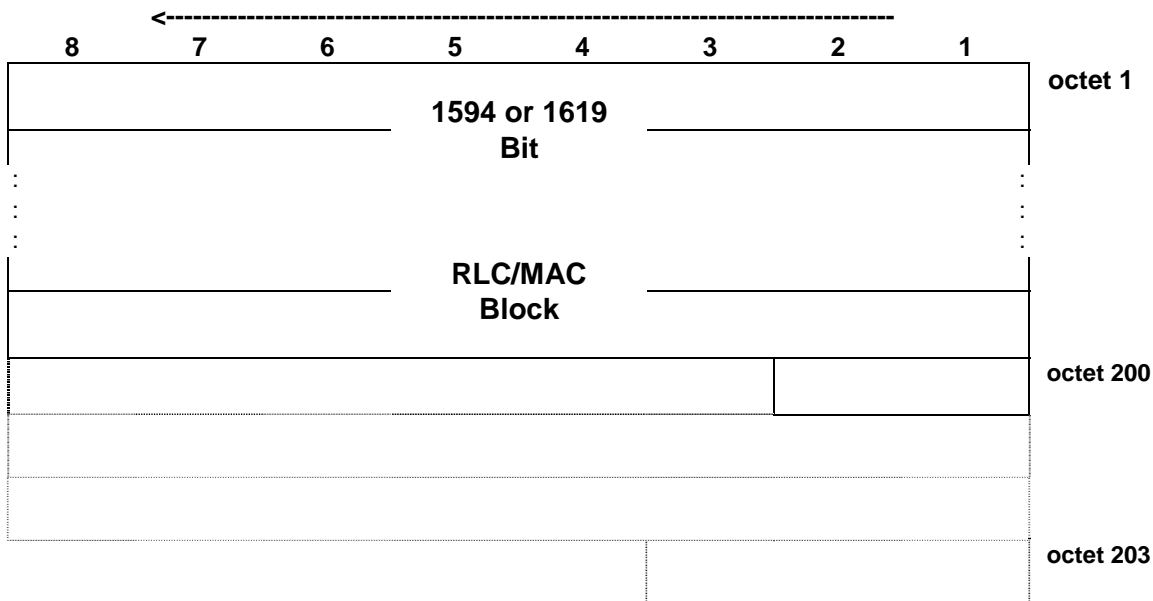 <--------------------------------------------------------------------------------
8 7 6 5 4 3 2 1
octet 1
1594 or 1619
Bit
: :
: :
: :
RLC/MAC
Block
octet 200
octet 203